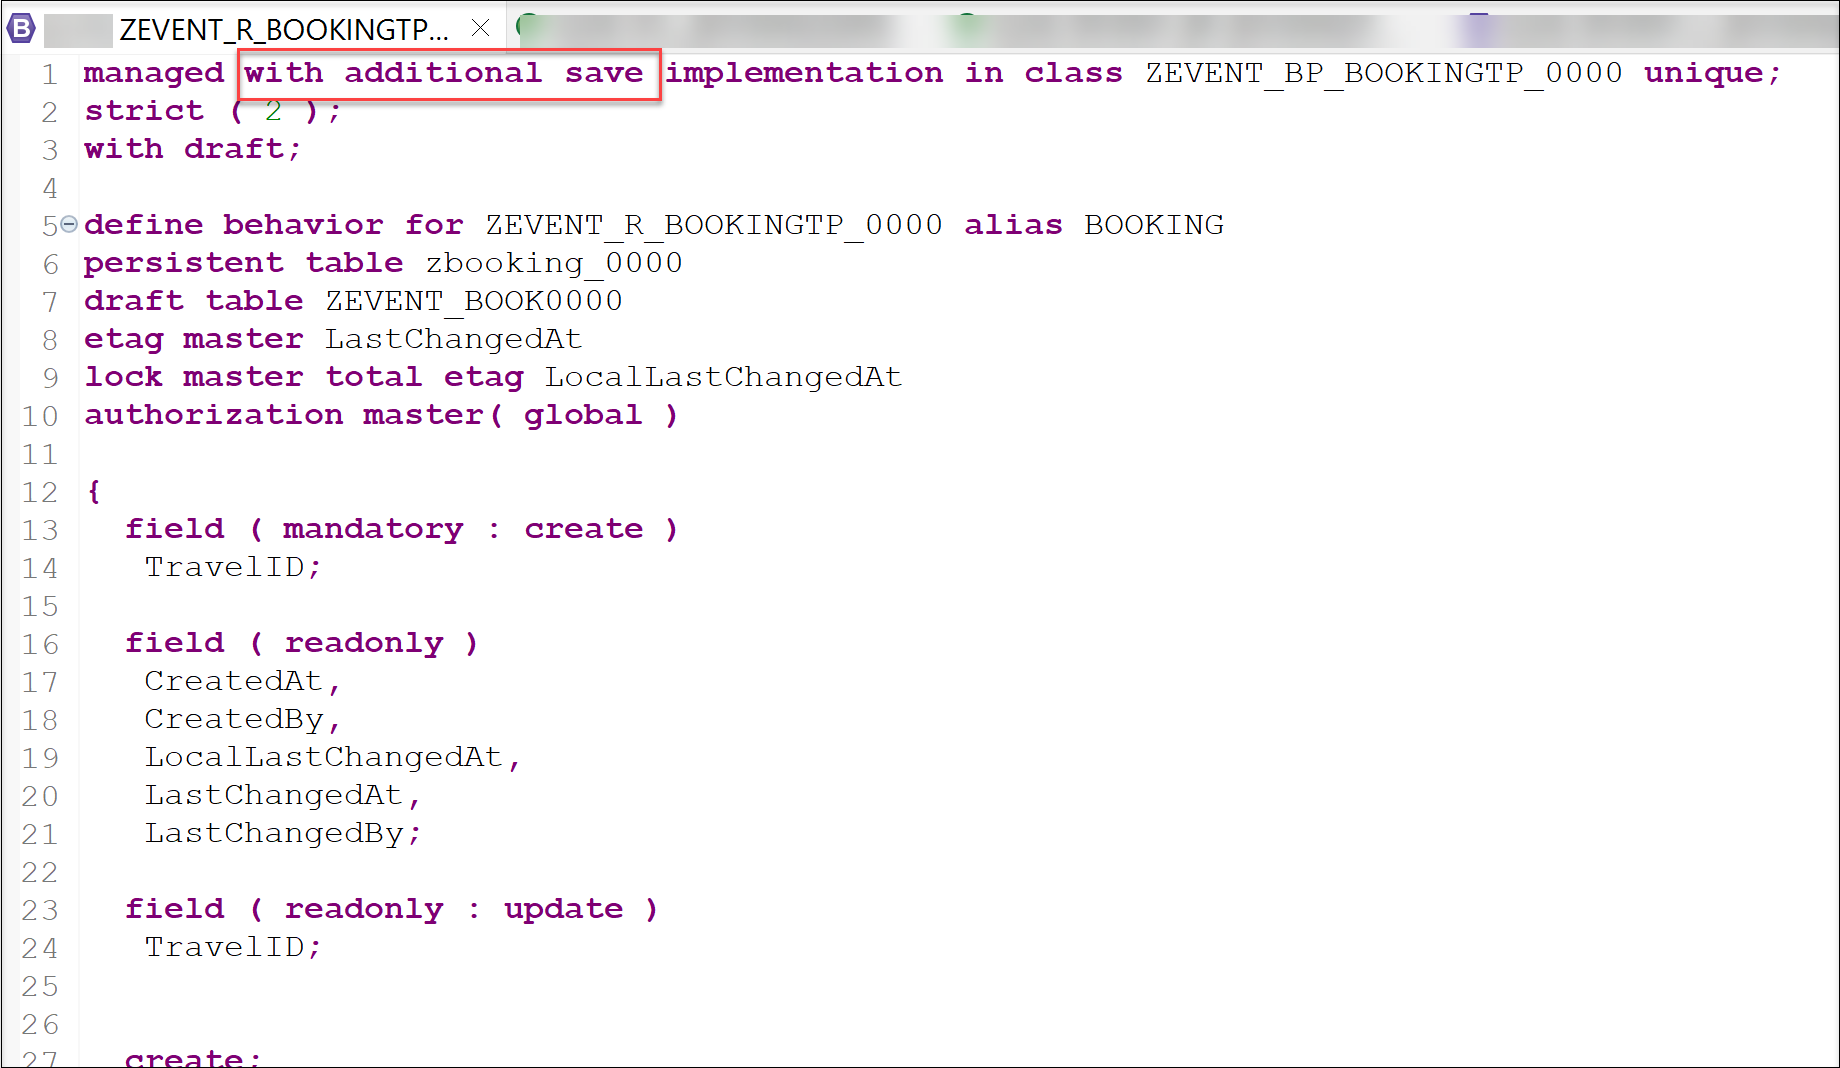 B ZEVENT_R_BOOKINGTP...
1 managed with additional save implementation in class ZEVENT_BP_BOOKINGTP_0000 unique;
2 strict ( 2 );
3 with draft;
4
5 define behavior for ZEVENT_R_BOOKINGTP_0000 alias BOOKING
6 persistent table zbooking_0000
7 draft table ZEVENT_BOOK0000
8 etag master LastChangedAt
9 lock master total etag LocalLastChangedAt
10 authorization master( global )
11
12 {
13 field ( mandatory : create )
14 TravelID;
15
16 field ( readonly )
17 CreatedAt,
18 CreatedBy,
19 LocalLastChangedAt,
20 LastChangedAt,
21 LastChangedBy;
22
23 field ( readonly : update )
24 TravelID;
25
26
27 create;